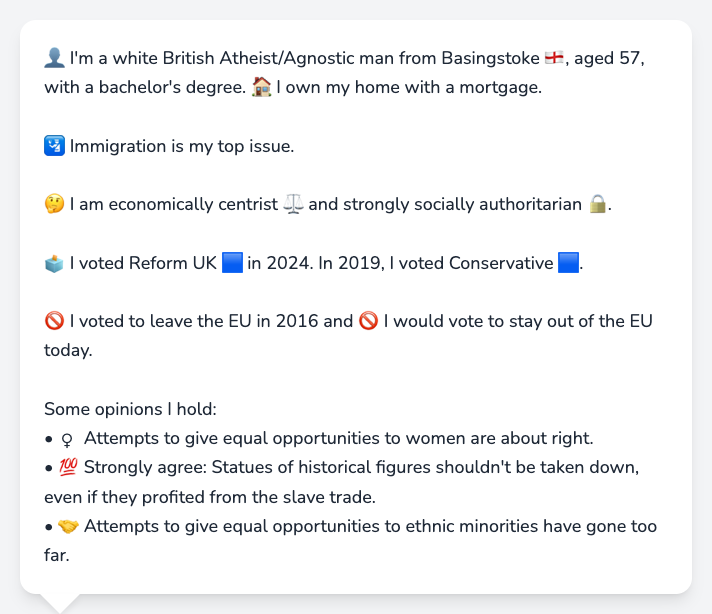 👤 I'm a white British Atheist/Agnostic man from Basingstoke 🏴󠁧󠁢󠁥󠁮󠁧󠁿, aged 57,
with a bachelor's degree. 🏠 I own my home with a mortgage.
🛂 Immigration is my top issue.
🤔 I am economically centrist ⚖️ and strongly socially authoritarian 🔒.
🗳️ I voted Reform UK 🟦 in 2024. In 2019, I voted Conservative 🟦.
🚫 I voted to leave the EU in 2016 and 🚫 I would vote to stay out of the EU
today.
Some opinions I hold:
• ♀ Attempts to give equal opportunities to women are about right.
• 💯 Strongly agree: Statues of historical figures shouldn't be taken down,
even if they profited from the slave trade.
• 🤝 Attempts to give equal opportunities to ethnic minorities have gone too
far.